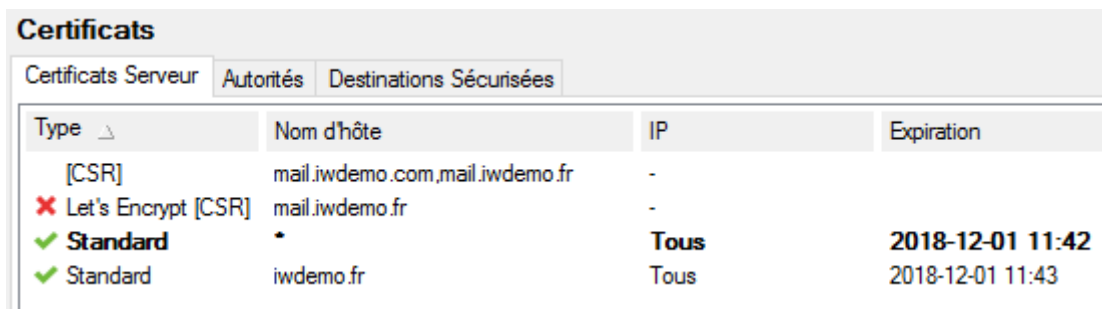 Certificats
Certificats Serveur Autorités Destinations Sécurisées
Type Nom d'hôte IP Expiration
[CSR] mail.iwdemo.com,mail.iwdemo.fr -
Let's Encrypt [CSR] mail.iwdemo.fr -
Standard * Tous 2018-12-01 11:42
Standard iwdemo.fr Tous 2018-12-01 11:43